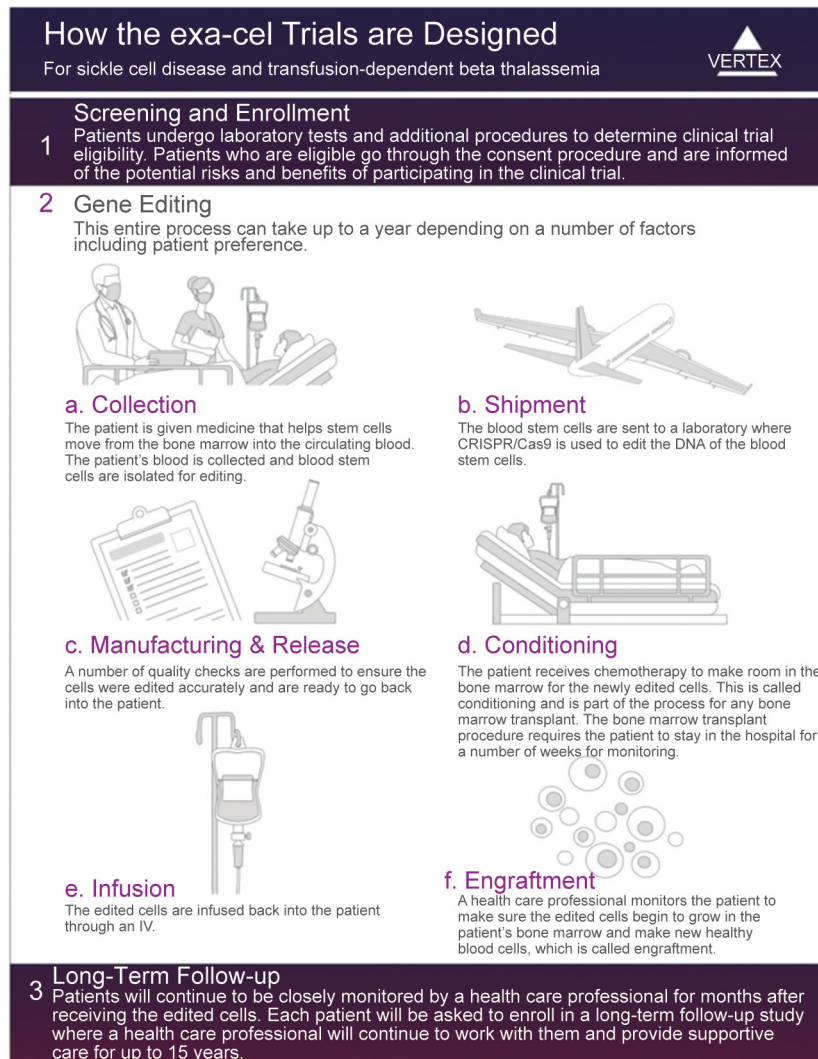 How the exa-cel Trials are Designed
For sickle cell disease and transfusion-dependent beta thalassemia
VERTEX
Screening and Enrollment
1
Patients undergo laboratory tests and additional procedures to determine clinical trial
eligibility. Patients who are eligible go through the consent procedure and are informed
of the potential risks and benefits of participating in the clinical trial.
2 Gene Editing
This entire process can take up to a year depending on a number of factors
including patient preference.
a. Collection
The patient is given medicine that helps stem cells
move from the bone marrow into the circulating blood.
The patient's blood is collected and blood stem
cells are isolated for editing.
b. Shipment
The blood stem cells are sent to a laboratory where
CRISPR/Cas9 is used to edit the DNA of the blood
stem cells.
c. Manufacturing & Release
A number of quality checks are performed to ensure the
cells were edited accurately and are ready to go back
into the patient.
d. Conditioning
The patient receives chemotherapy to make room in the
bone marrow for the newly edited cells. This is called
conditioning and is part of the process for any bone
marrow transplant. The bone marrow transplant
procedure requires the patient to stay in the hospital for
a number of weeks for monitoring.
e. Infusion
The edited cells are infused back into the patient
through an IV.
f. Engraftment
A health care professional monitors the patient to
make sure the edited cells begin to grow in the
patient's bone marrow and make new healthy
blood cells, which is called engraftment.
3 Long-Term Follow-up
Patients will continue to be closely monitored by a health care professional for months after
receiving the edited cells. Each patient will be asked to enroll in a long-term follow-up study
where a health care professional will continue to work with them and provide supportive
care for up to 15 years.